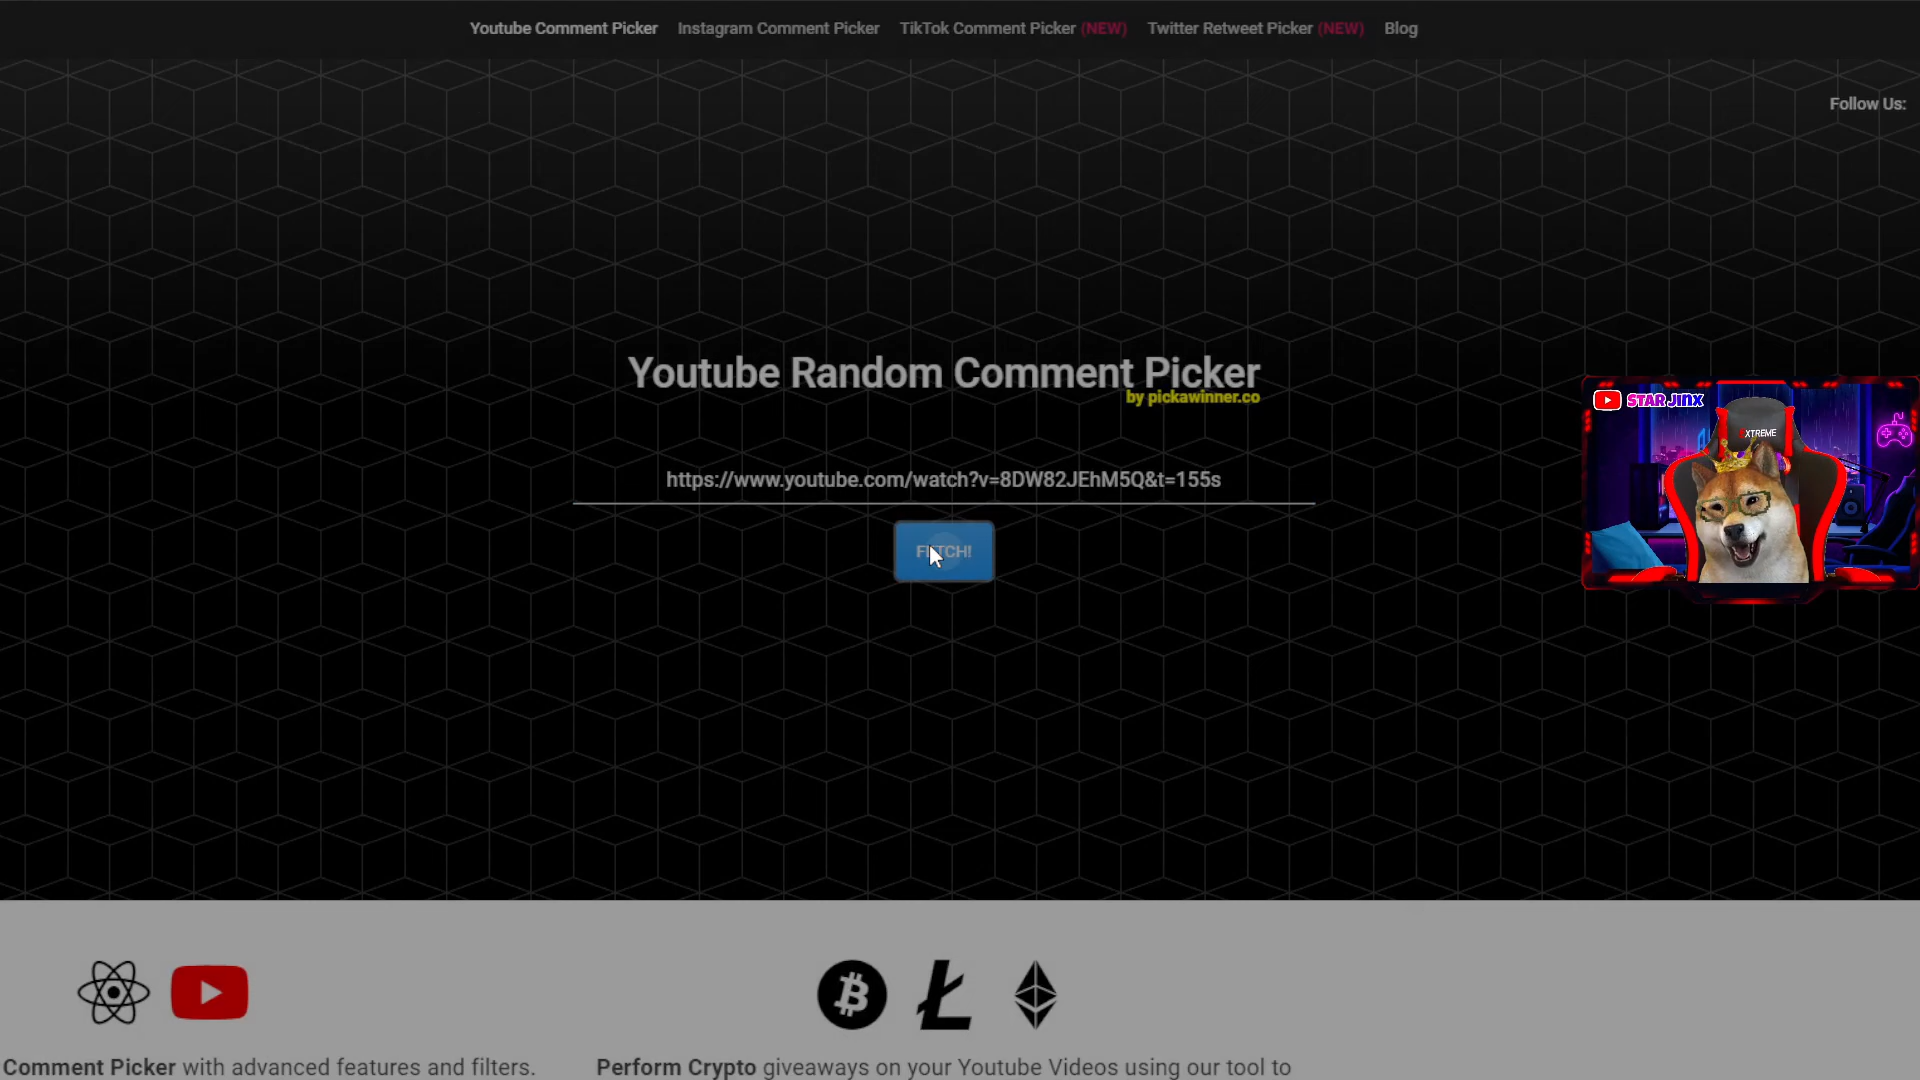 Youtube Comment Picker Instagram Comment Picker TikTok Comment Picker (NEW) Twitter Retweet Picker (NEW) Blog
Follow Us:
Youtube Random Comment Picker
by pickawinner.co
https://www.youtube.com/watch?v=8DW82JEhM5Q&t=155s
FETCH!
STAR JINX
EXTREME
Comment Picker with advanced features and filters.
Perform Crypto giveaways on your Youtube Videos using our tool to